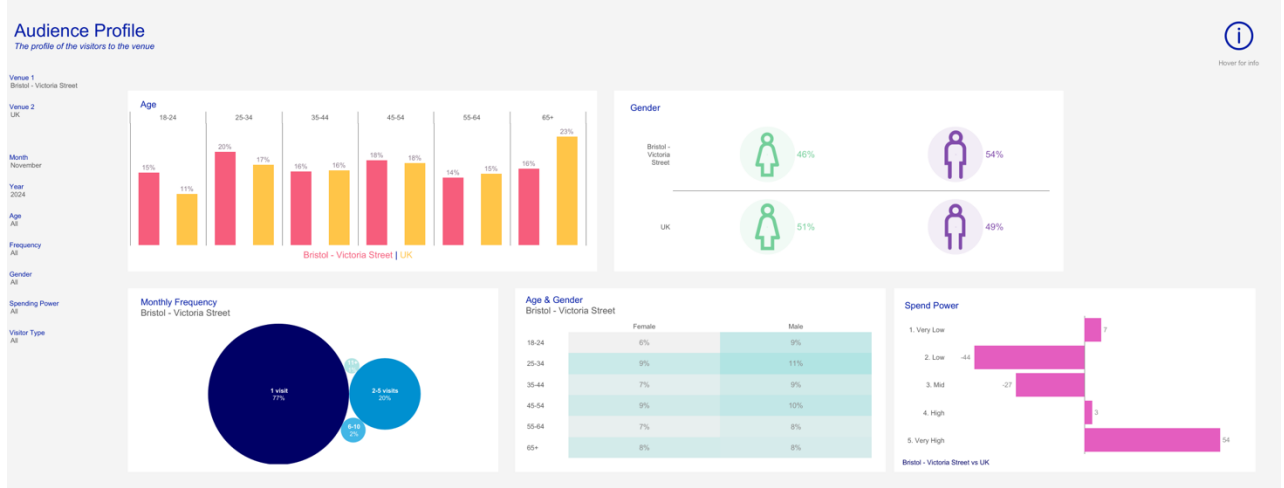 Audience Profile
The profile of the visitors to the venue
Hover for info
Venue 1
Bristol - Victoria Street
Venue 2
UK
Month
November
Year
2024
Age
All
Frequency
All
Gender
All
Spending Power
All
Visitor Type
All
Age
18-24 25-34 35-44 45-54 55-64 65+
15% 11% 20% 17% 16% 16% 18% 18% 14% 15% 16% 23%
Bristol - Victoria Street | UK
Gender
Bristol -
Victoria
Street
46% 54%
UK 51% 49%
Monthly Frequency
Bristol - Victoria Street
1 visit
77%
2-5 visits
20%
6-10
2%
Age & Gender
Bristol - Victoria Street
Female Male
18-24 6% 9%
25-34 9% 11%
35-44 7% 9%
45-54 9% 10%
55-64 7% 8%
65+ 8% 8%
Spend Power
1. Very Low 7
2. Low -44
3. Mid -27
4. High 3
5. Very High 54
Bristol - Victoria Street vs UK